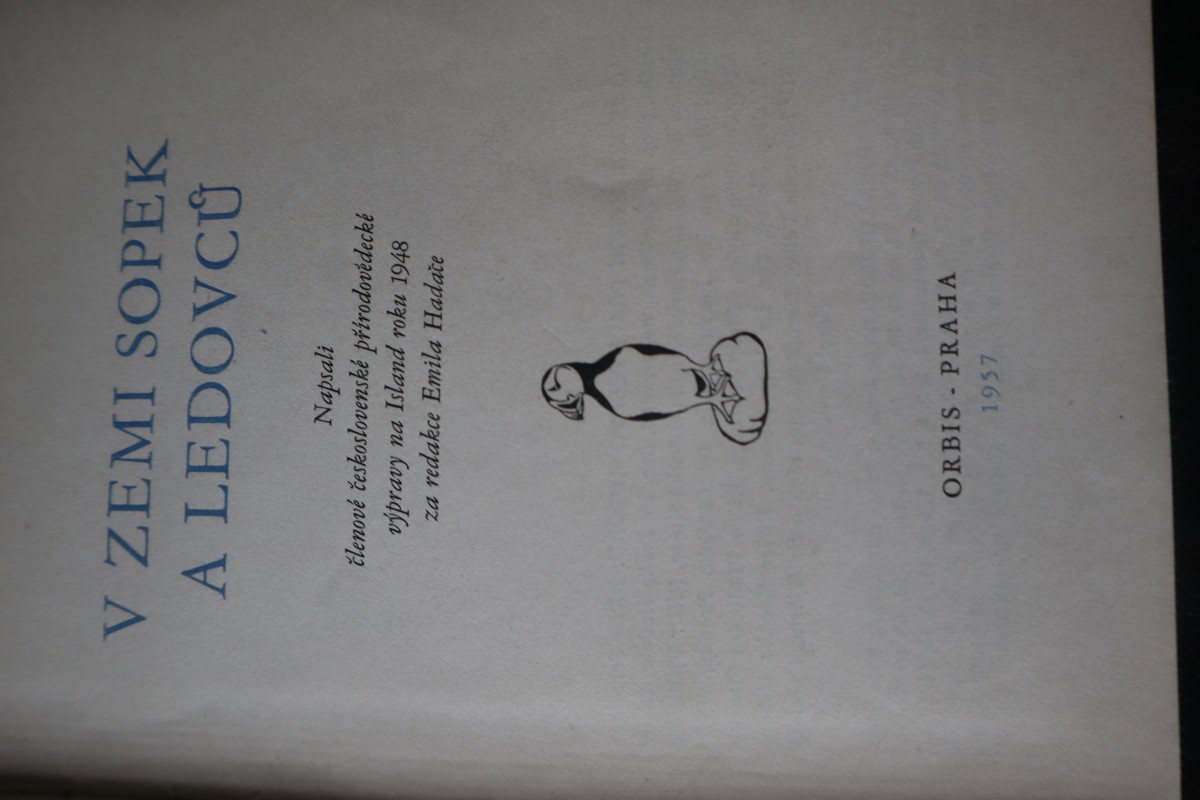 V ZEMI SOPEK
A LEDOVCŮ
Napsali
členové československé přírodovědecké
výpravy na Island roku 1948
za redakce Emila Hadače
ORBIS - PRAHA
1957